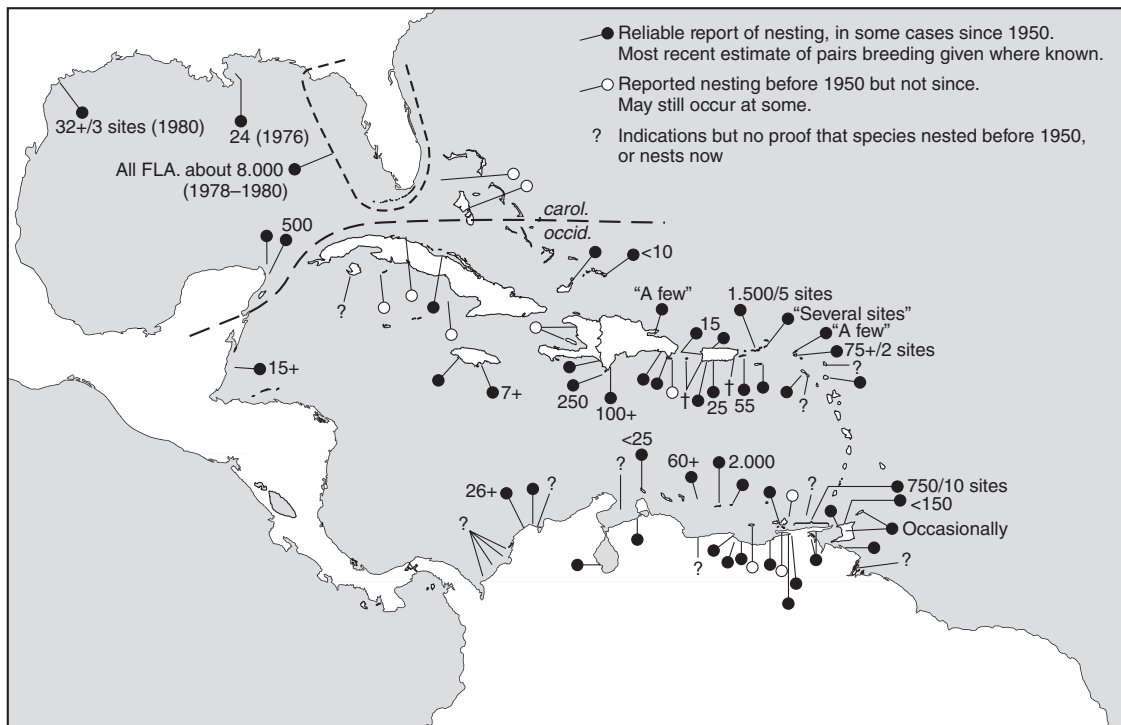 Reliable report of nesting, in some cases since 1950.
Most recent estimate of pairs breeding given where known.
Reported nesting before 1950 but not since.
May still occur at some.
? Indications but no proof that species nested before 1950,
or nests now
32+/3 sites (1980)
24 (1976)
All FLA. about 8.000
(1978–1980)
500
carol.
occid.
<10
"A few"
15
1.500/5 sites
"Several sites"
"A few"
75+/2 sites
?
?
?
15+
7+
250
100+
†
25
†
55
<25
?
60+
2.000
?
26+
?
?
750/10 sites
<150
Occasionally
?
?